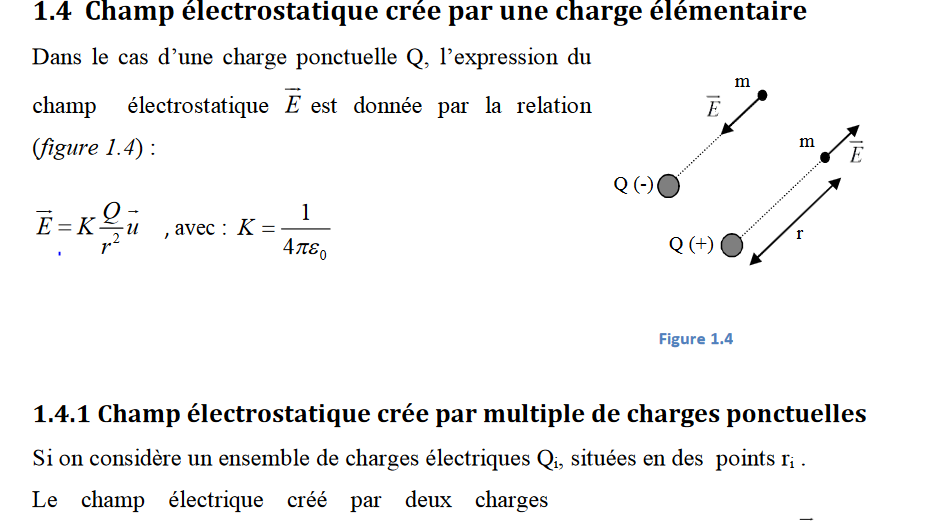 1.4 Champ électrostatique crée par une charge élémentaire
Dans le cas d’une charge ponctuelle Q, l’expression du
champ électrostatique E⃗ est donnée par la relation
(figure 1.4) :
E⃗ = K Q/r² u⃗ , avec : K = 1/4πε₀
m
E⃗
m
E⃗
Q (-)
r
Q (+)
Figure 1.4
1.4.1 Champ électrostatique crée par multiple de charges ponctuelles
Si on considère un ensemble de charges électriques Qᵢ, situées en des points rᵢ .
Le champ électrique créé par deux charges